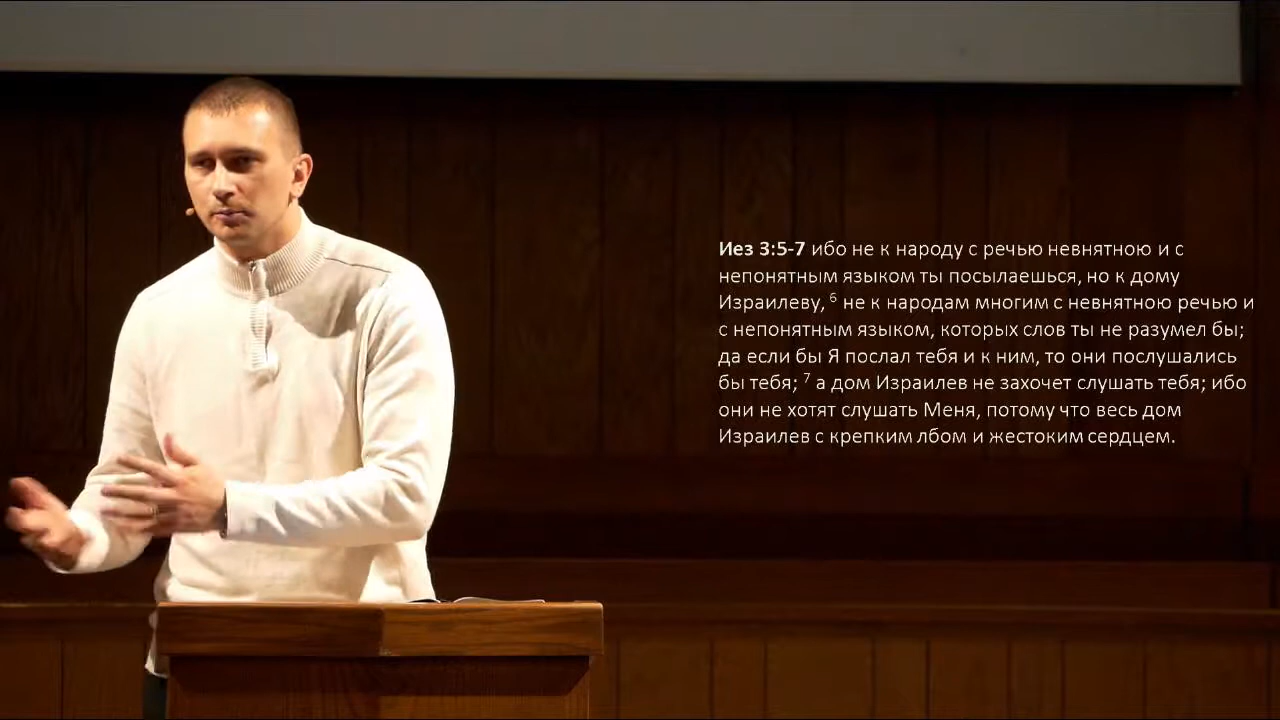 Иез 3:5-7 ибо не к народу с речью невнятною и с
непонятным языком ты посылаешься, но к дому
Израилеву, ⁶ не к народам многим с невнятною речью и
с непонятным языком, которых слов ты не разумел бы;
да если бы Я послал тебя и к ним, то они послушались
бы тебя; ⁷ а дом Израилев не захочет слушать тебя; ибо
они не хотят слушать Меня, потому что весь дом
Израилев с крепким лбом и жестоким сердцем.